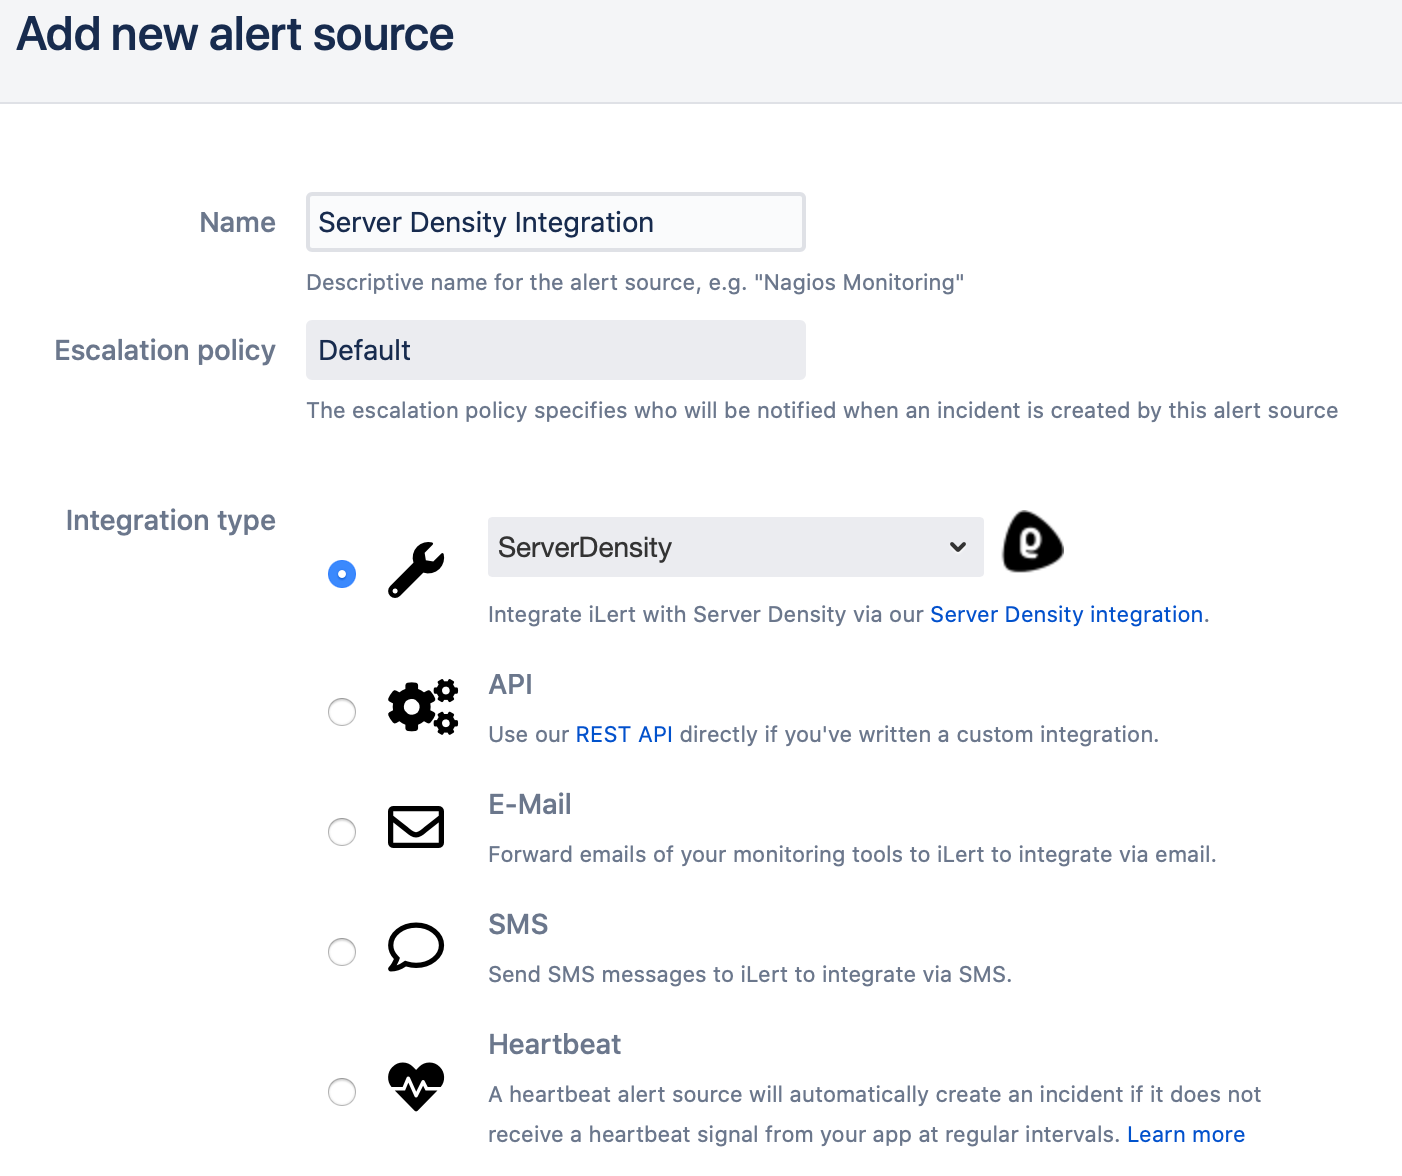 Add new alert source
Name
Server Density Integration
Descriptive name for the alert source, e.g. "Nagios Monitoring"
Escalation policy
Default
The escalation policy specifies who will be notified when an incident is created by this alert source
Integration type
ServerDensity
Integrate iLert with Server Density via our Server Density integration.
API
Use our REST API directly if you've written a custom integration.
E-Mail
Forward emails of your monitoring tools to iLert to integrate via email.
SMS
Send SMS messages to iLert to integrate via SMS.
Heartbeat
A heartbeat alert source will automatically create an incident if it does not
receive a heartbeat signal from your app at regular intervals. Learn more